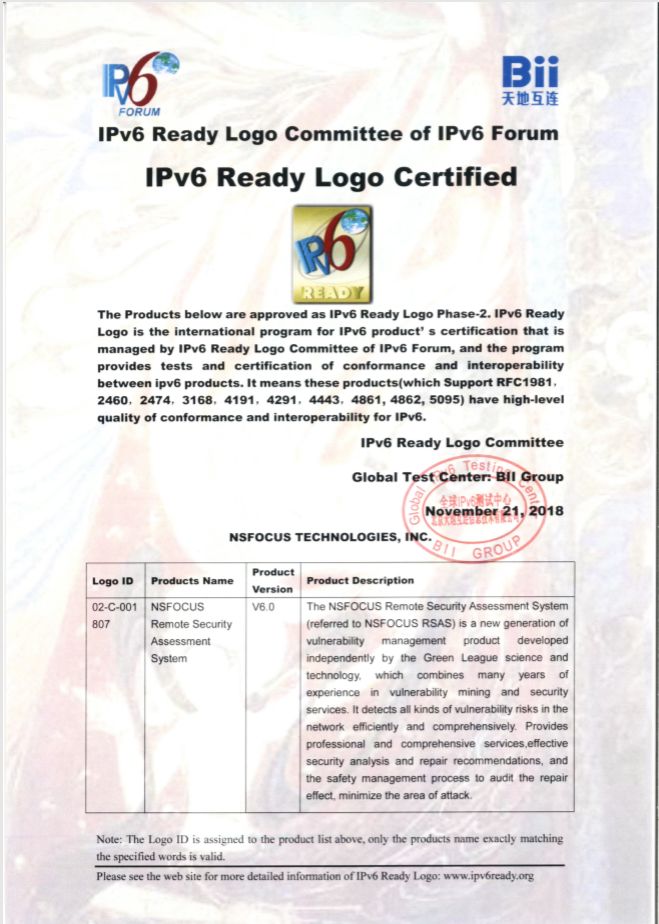 IPv6
FORUM
Bii
天地互连
IPv6 Ready Logo Committee of IPv6 Forum
IPv6 Ready Logo Certified
IPv6
READY
The Products below are approved as IPv6 Ready Logo Phase-2. IPv6 Ready
Logo is the international program for IPv6 product’ s certification that is
managed by IPv6 Ready Logo Committee of IPv6 Forum, and the program
provides tests and certification of conformance and interoperability
between ipv6 products. It means these products(which Support RFC1981,
2460, 2474, 3168, 4191, 4291, 4443, 4861, 4862, 5095) have high-level
quality of conformance and interoperability for IPv6.
IPv6 Ready Logo Committee
Global Test Center: BII Group
November 21, 2018
Global IPv6 Testing Center
全球IPv6测试中心
BII GROUP
NSFOCUS TECHNOLOGIES, INC.
Logo ID
Products Name
Product
Version
Product Description
02-C-001
807
NSFOCUS
Remote Security
Assessment
System
V6.0
The NSFOCUS Remote Security Assessment System
(referred to NSFOCUS RSAS) is a new generation of
vulnerability management product developed
independently by the Green League science and
technology, which combines many years of
experience in vulnerability mining and security
services. It detects all kinds of vulnerability risks in the
network efficiently and comprehensively. Provides
professional and comprehensive services,effective
security analysis and repair recommendations, and
the safety management process to audit the repair
effect, minimize the area of attack.
Note: The Logo ID is assigned to the product list above, only the products name exactly matching
the specified words is valid.
Please see the web site for more detailed information of IPv6 Ready Logo: www.ipv6ready.org